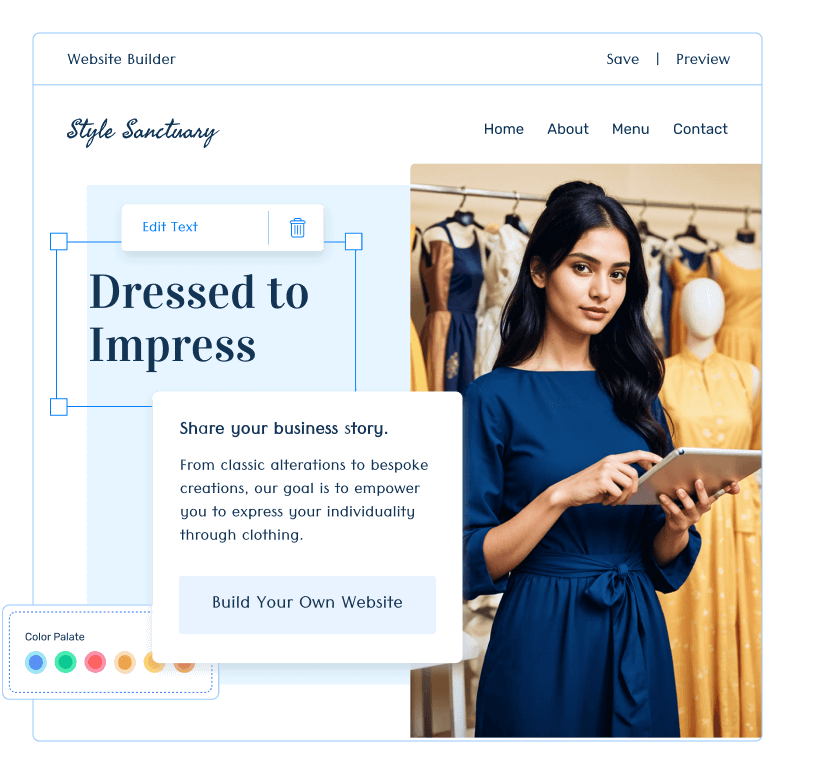 Website Builder
Save | Preview
Style Sanctuary
Home About Menu Contact
Edit Text
Dressed to
Impress
Share your business story.
From classic alterations to bespoke
creations, our goal is to empower
you to express your individuality
through clothing.
Build Your Own Website
Color Palate